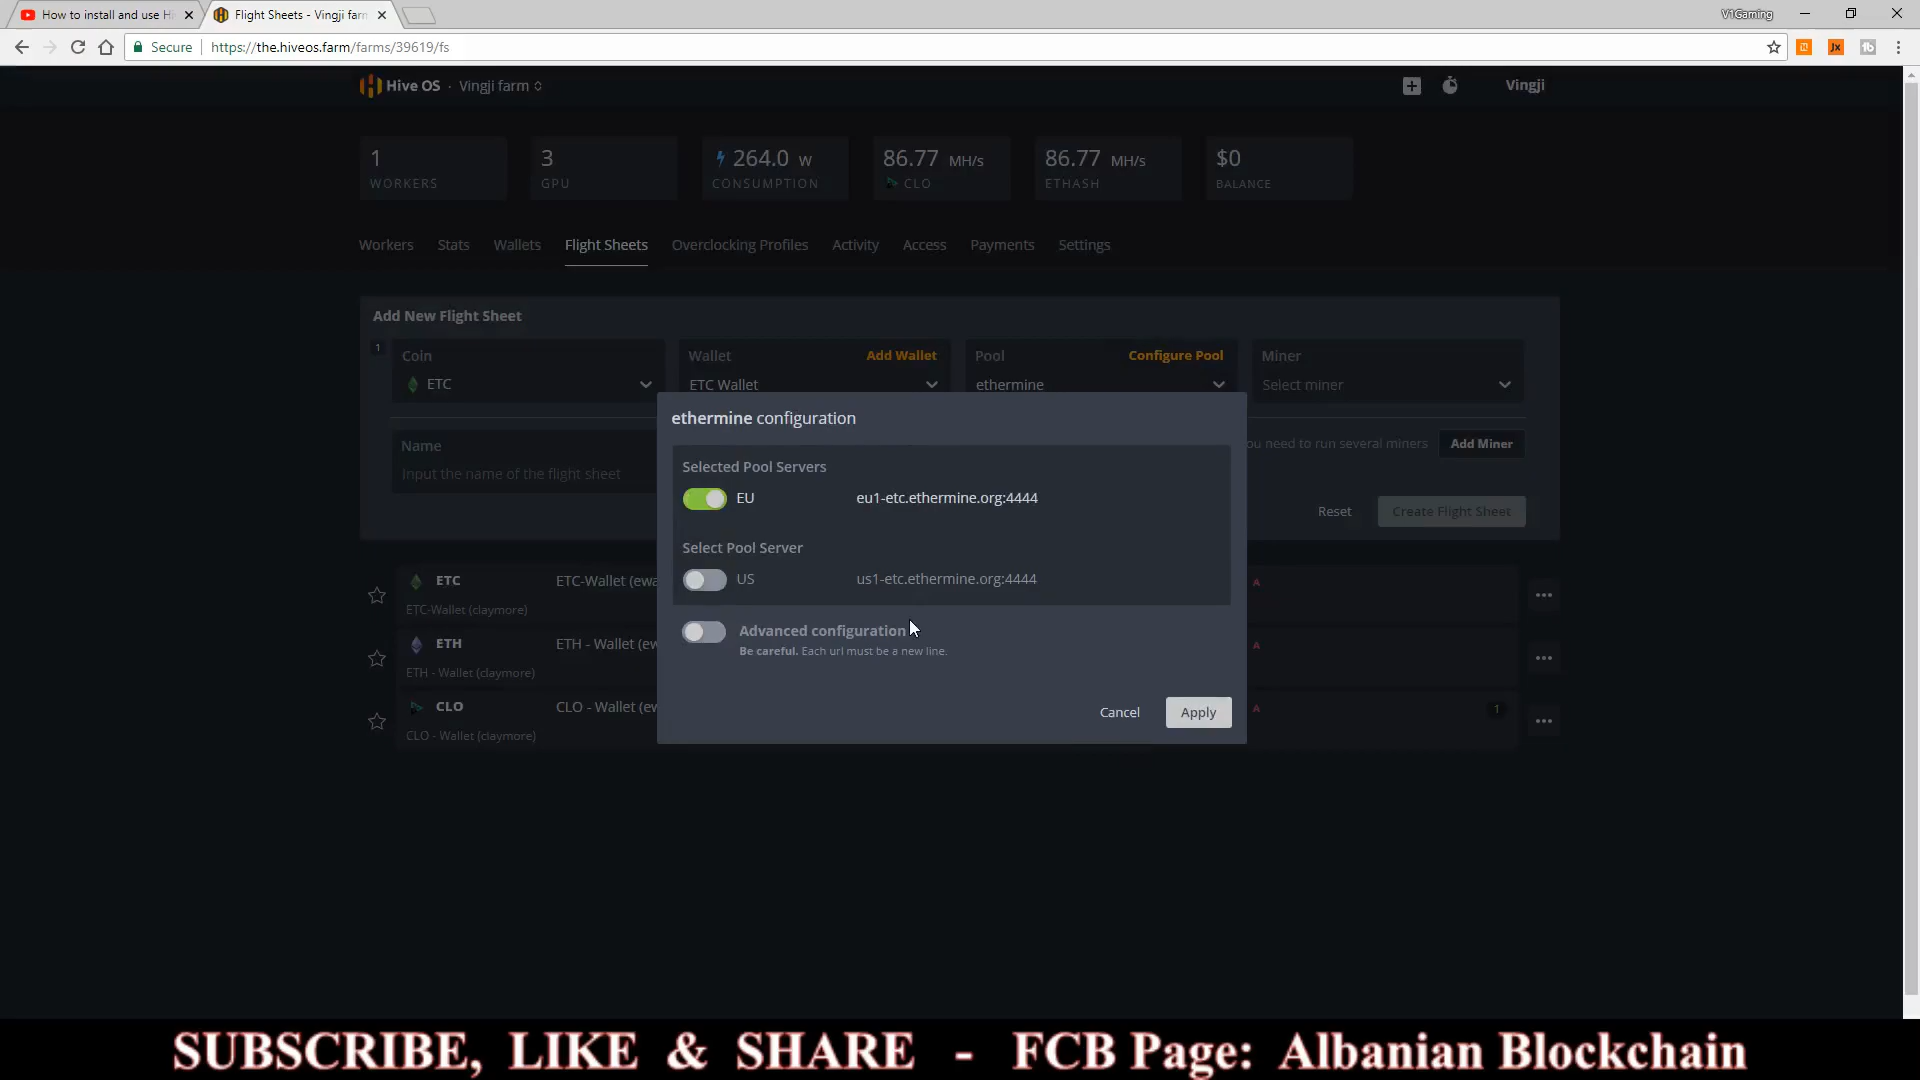 How to install and use Hi
Flight Sheets - Vingji farm
V1Gaming
Secure
https://the.hiveos.farm/farms/39619/fs
Hive OS · Vingji farm
Vingji
1
WORKERS
3
GPU
264.0 W
CONSUMPTION
86.77 MH/s
CLO
86.77 MH/s
ETHASH
$0
BALANCE
Workers
Stats
Wallets
Flight Sheets
Overclocking Profiles
Activity
Access
Payments
Settings
Add New Flight Sheet
1
Coin
ETC
Wallet
Add Wallet
ETC Wallet
Pool
Configure Pool
ethermine
Miner
Select miner
Name
Input the name of the flight sheet
ou need to run several miners
Add Miner
Reset
Create Flight Sheet
ethermine configuration
Selected Pool Servers
EU
eu1-etc.ethermine.org:4444
Select Pool Server
US
us1-etc.ethermine.org:4444
Advanced configuration
Be careful. Each url must be a new line.
Cancel
Apply
ETC
ETC-Wallet (ewa
A
ETC-Wallet (claymore)
ETH
ETH - Wallet (ew
A
ETH - Wallet (claymore)
CLO
CLO - Wallet (ew
A
1
CLO - Wallet (claymore)
SUBSCRIBE, LIKE & SHARE - FCB Page: Albanian Blockchain